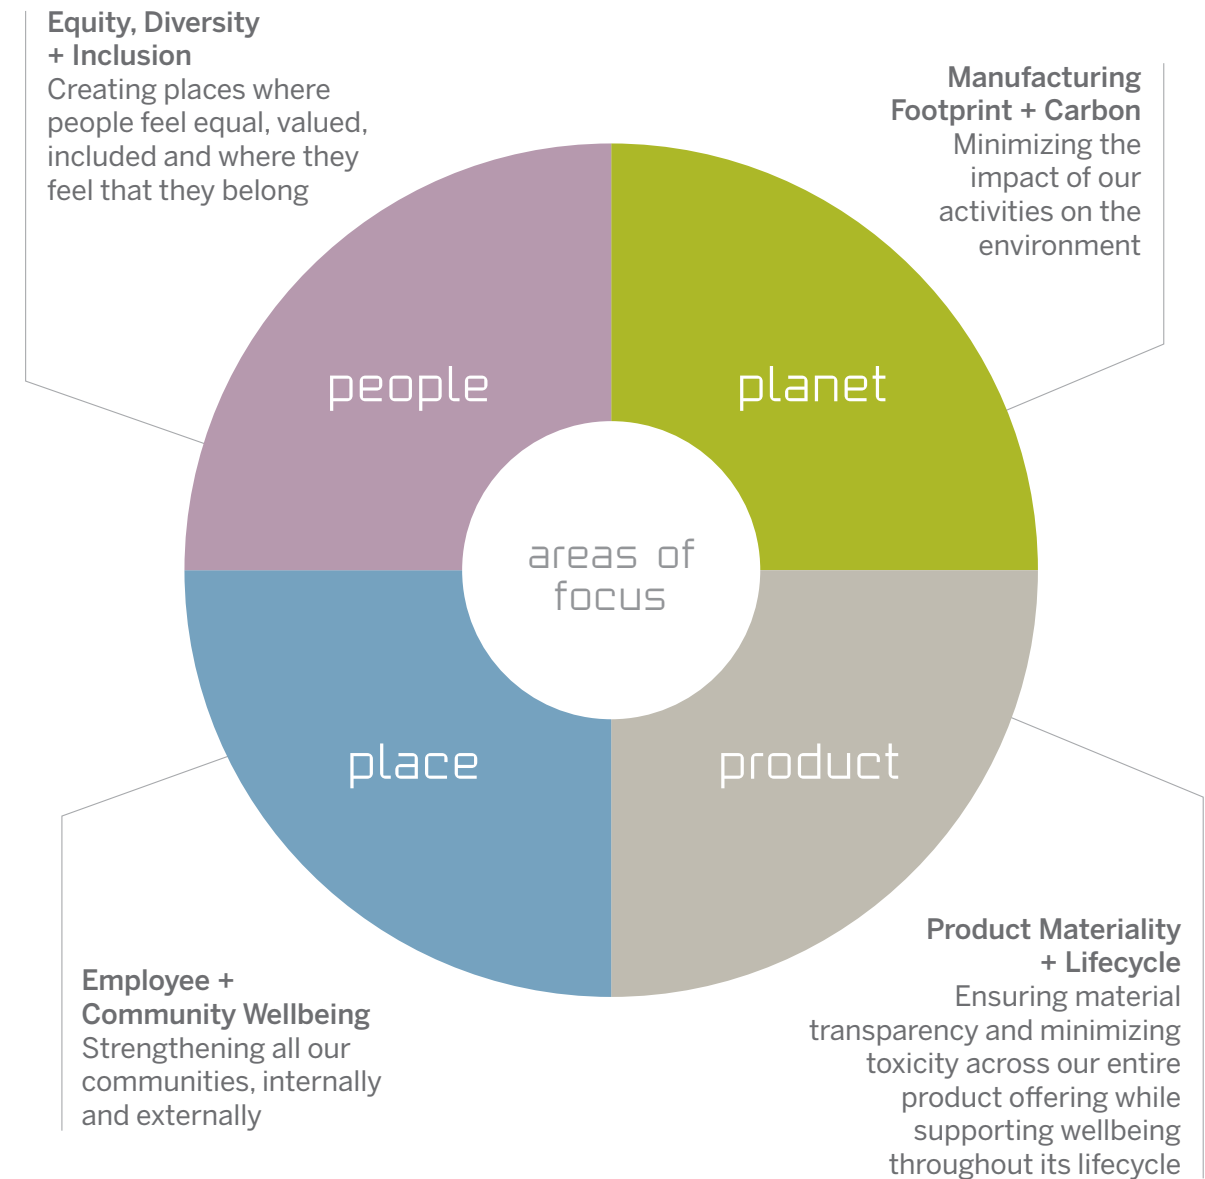 Equity, Diversity
+ Inclusion
Creating places where
people feel equal, valued,
included and where they
feel that they belong
Manufacturing
Footprint + Carbon
Minimizing the
impact of our
activities on the
environment
people
planet
areas of
focus
place
product
Employee +
Community Wellbeing
Strengthening all our
communities, internally
and externally
Product Materiality
+ Lifecycle
Ensuring material
transparency and minimizing
toxicity across our entire
product offering while
supporting wellbeing
throughout its lifecycle